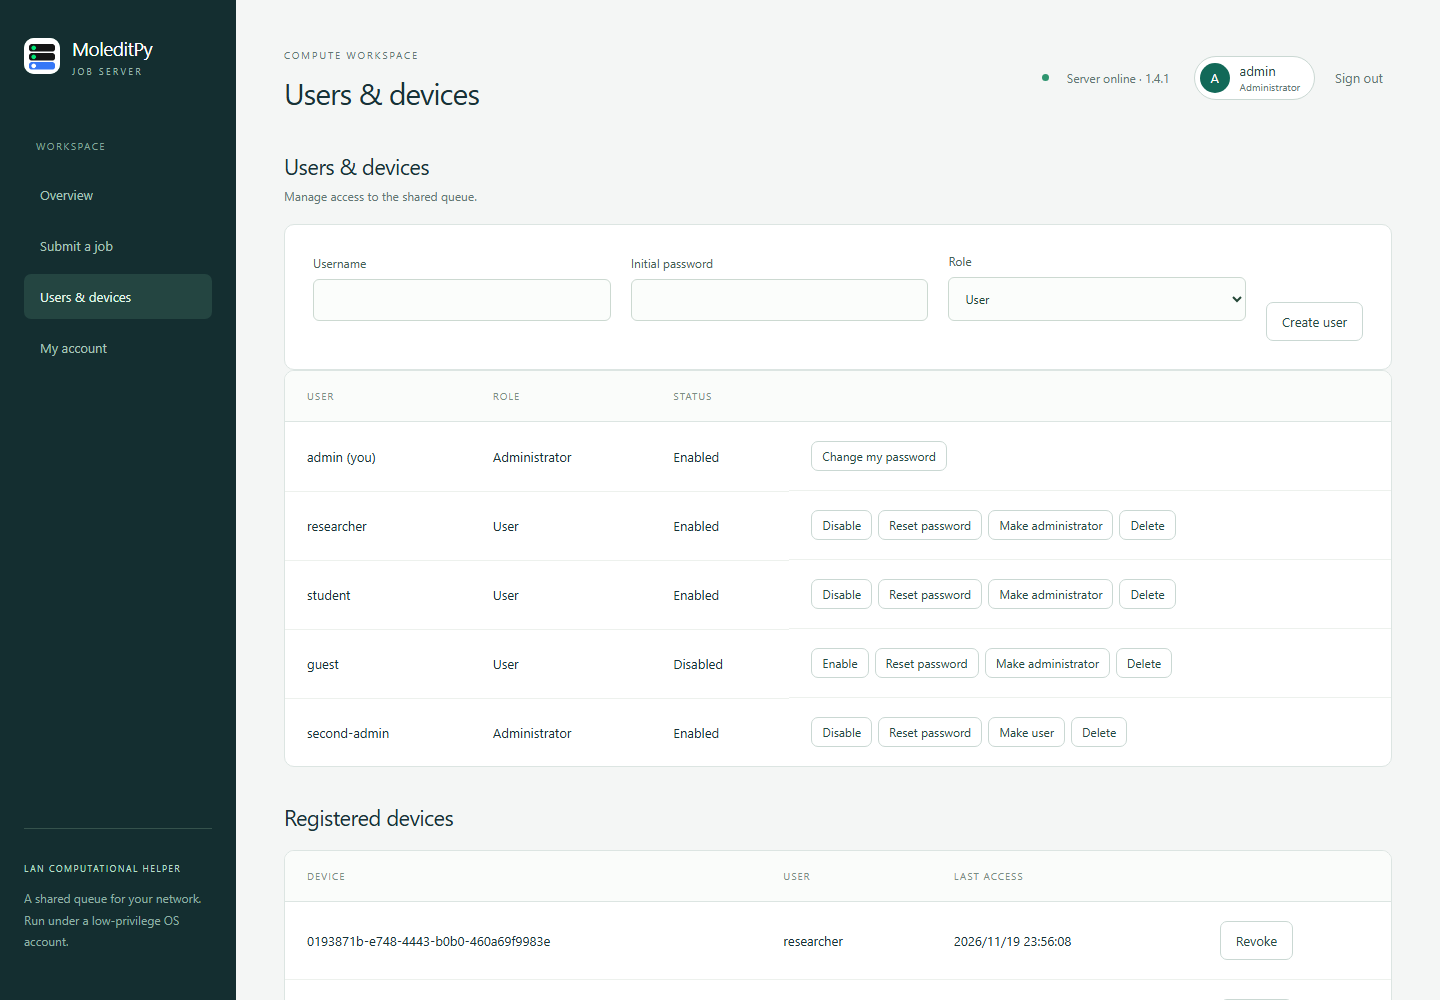 MoleditPy
JOB SERVER
WORKSPACE
Overview
Submit a job
Users & devices
My account
LAN COMPUTATIONAL HELPER
A shared queue for your network.
Run under a low-privilege OS
account.
COMPUTE WORKSPACE
Users & devices
Server online · 1.4.1
A
admin
Administrator
Sign out
Users & devices
Manage access to the shared queue.
Username
Initial password
Role
User
Create user
USER ROLE STATUS
admin (you) Administrator Enabled Change my password
researcher User Enabled Disable Reset password Make administrator Delete
student User Enabled Disable Reset password Make administrator Delete
guest User Disabled Enable Reset password Make administrator Delete
second-admin Administrator Enabled Disable Reset password Make user Delete
Registered devices
DEVICE USER LAST ACCESS
0193871b-e748-4443-b0b0-460a69f9983e researcher 2026/11/19 23:56:08 Revoke